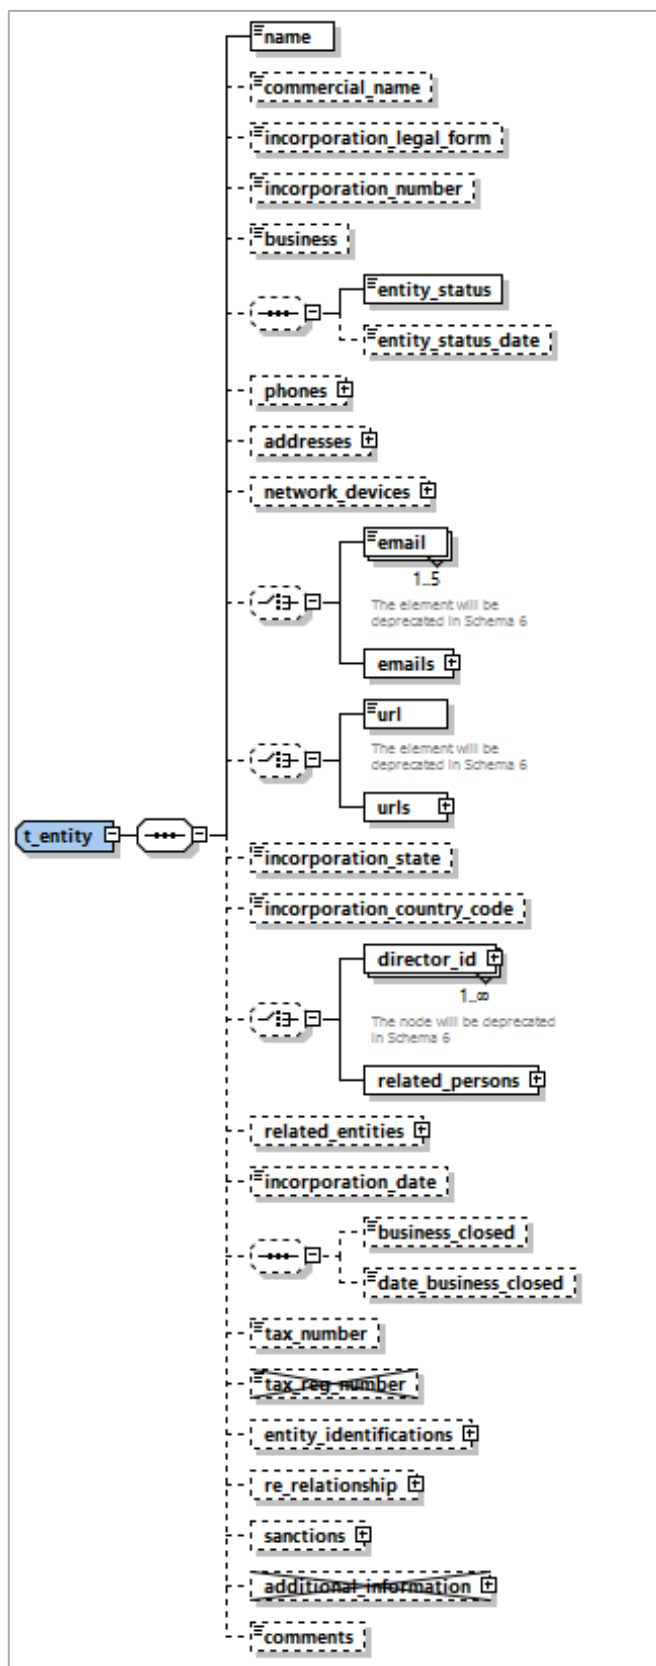 name
commercial_name
incorporation_legal_form
incorporation_number
business
entity_status
entity_status_date
phones
addresses
network_devices
email
1..5
The element will be
deprecated in Schema 6
emails
url
The element will be
deprecated in Schema 6
urls
t_entity
incorporation_state
incorporation_country_code
director_id
1..∞
The node will be deprecated
in Schema 6
related_persons
related_entities
incorporation_date
business_closed
date_business_closed
tax_number
tax_reg_number
entity_identifications
re_relationship
sanctions
additional_information
comments